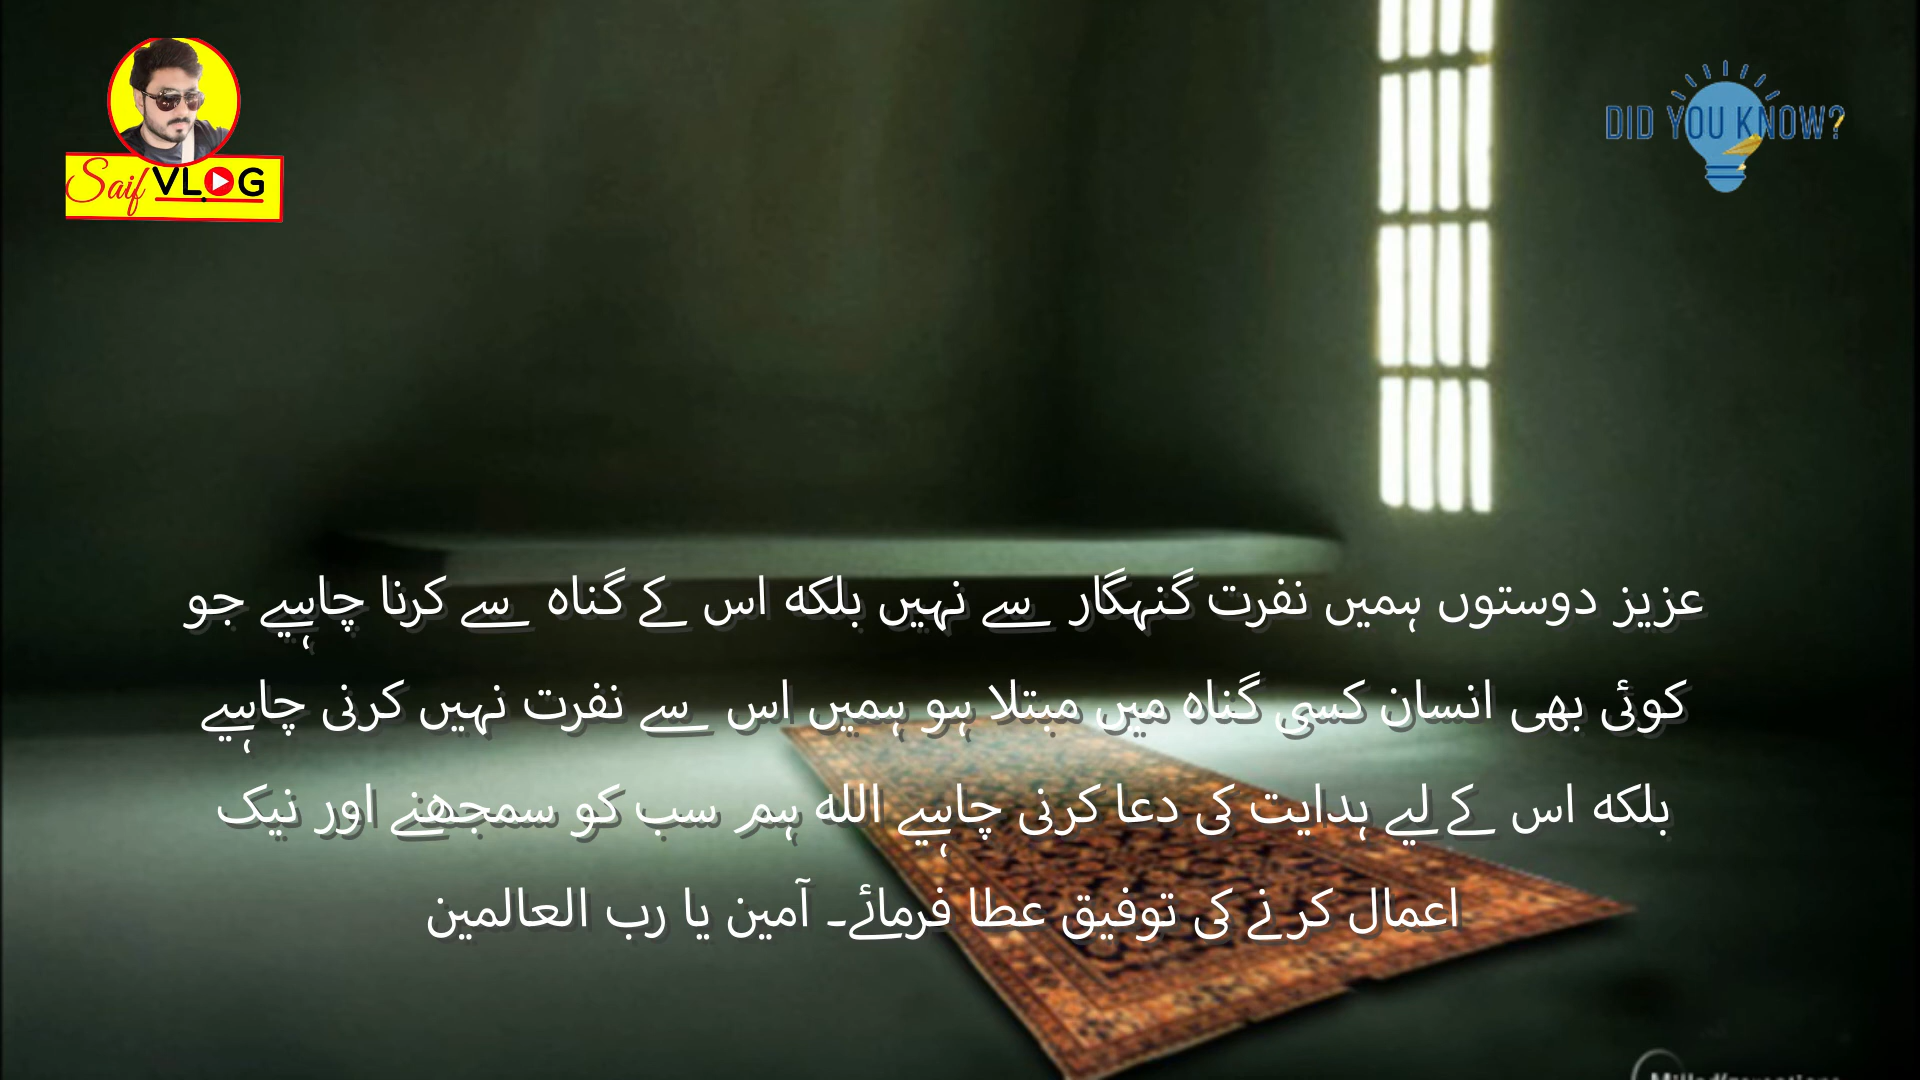 Saif VLOG
DID YOU KNOW?
عزیز دوستوں ہمیں نفرت گنہگار سے نہیں بلکہ اس کے گناہ سے کرنا چاہیے جو
کوئی بھی انسان کسی گناہ میں مبتلا ہو ہمیں اس سے نفرت نہیں کرنی چاہیے
بلکہ اس کے لیے ہدایت کی دعا کرنی چاہیے اللہ ہم سب کو سمجھنے اور نیک
اعمال کرنے کی توفیق عطا فرمائے۔ آمین یا رب العالمین